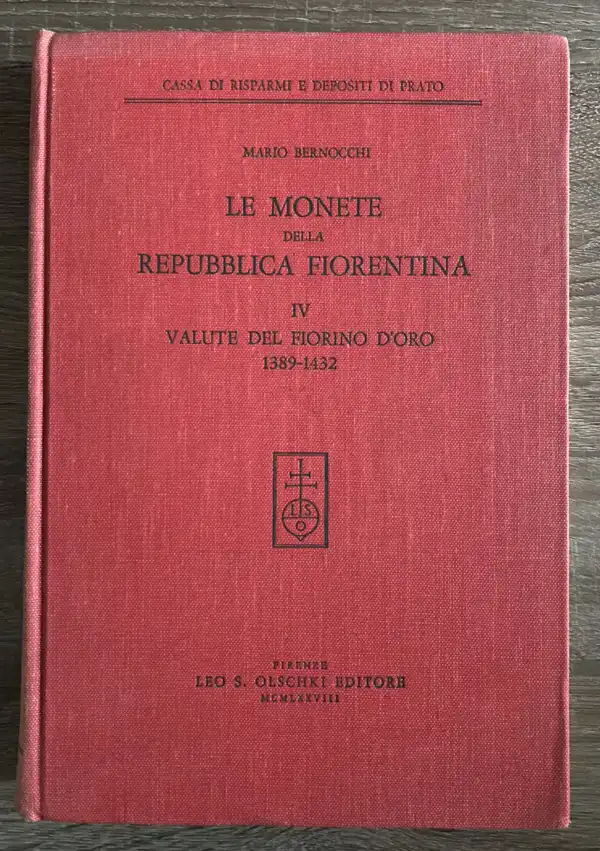 CASSA DI RISPARMI E DEPOSITI DI PRATO
MARIO BERNOCCHI
LE MONETE
DELLA
REPUBBLICA FIORENTINA
IV
VALUTE DEL FIORINO D'ORO
1389-1432
L S
O
FIRENZE
LEO S. OLSCHKI EDITORE
MCMLXXVIII